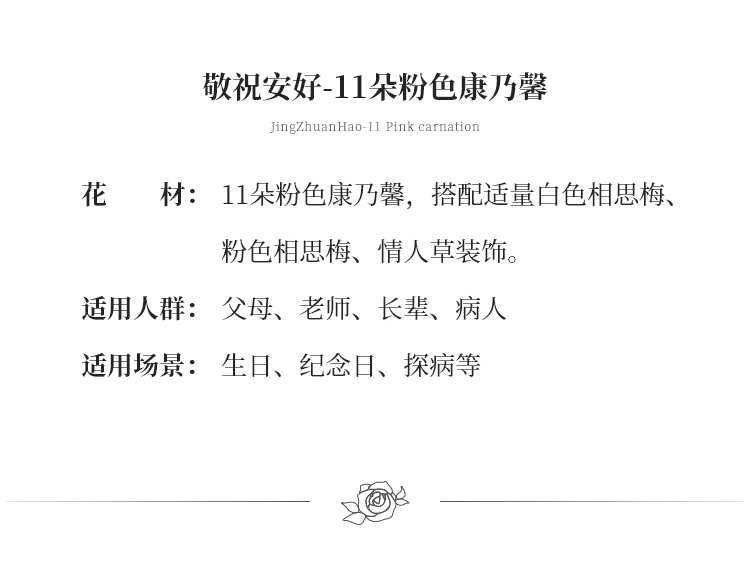 敬祝安好-11朵粉色康乃馨
JingZhuanHao-11 Pink carnation
花　　材： 11朵粉色康乃馨，搭配适量白色相思梅、
粉色相思梅、情人草装饰。
适用人群： 父母、老师、长辈、病人
适用场景： 生日、纪念日、探病等